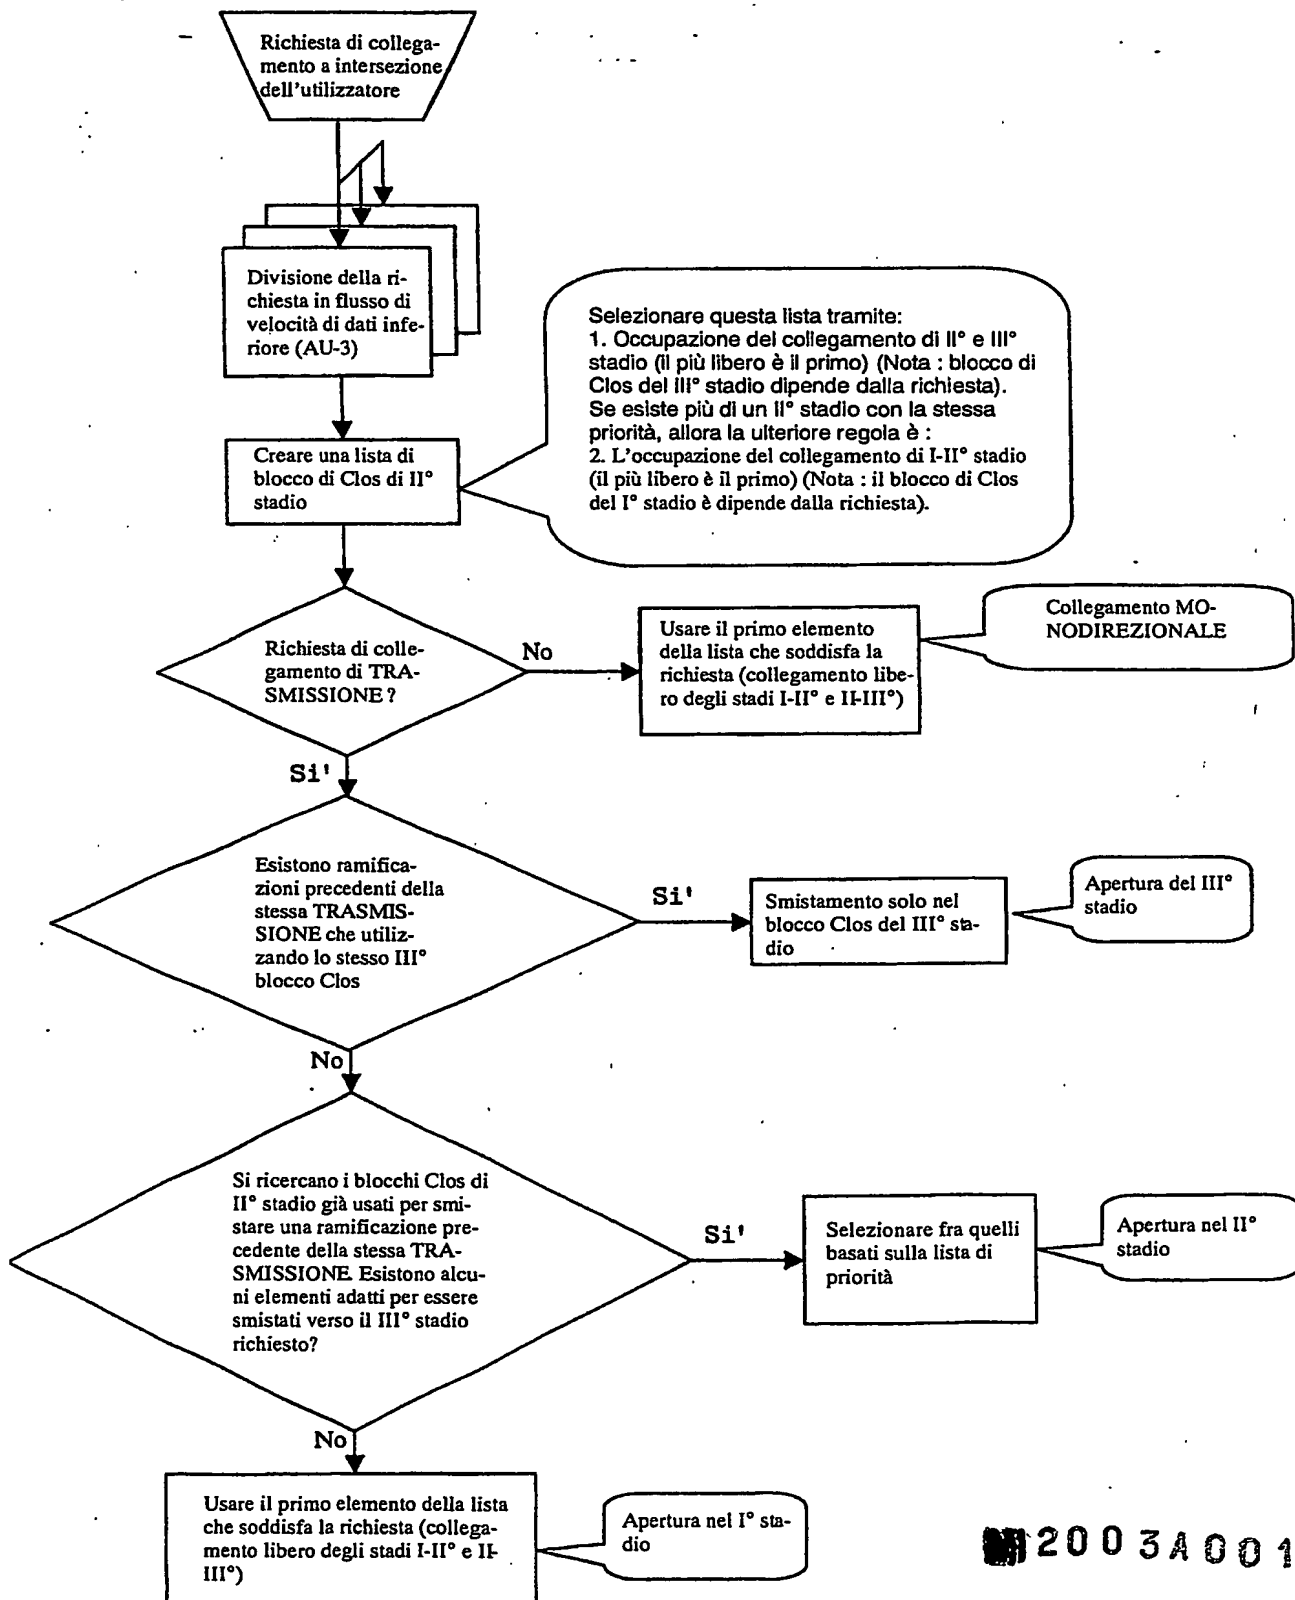 Richiesta di collega-
mento a intersezione
dell'utilizzatore
Divisione della ri-
chiesta in flusso di
velocità di dati infe-
riore (AU-3)
Selezionare questa lista tramite:
1. Occupazione del collegamento di II° e III°
stadio (il più libero è il primo) (Nota : blocco di
Clos del III° stadio dipende dalla richiesta).
Se esiste più di un II° stadio con la stessa
priorità, allora la ulteriore regola è :
2. L'occupazione del collegamento di I-II° stadio
(il più libero è il primo) (Nota : il blocco di Clos
del I° stadio è dipende dalla richiesta).
Creare una lista di
blocco di Clos di II°
stadio
Richiesta di colle-
gamento di TRA-
SMISSIONE ?
No
Usare il primo elemento
della lista che soddisfa la
richiesta (collegamento libe-
ro degli stadi I-II° e II-III°)
Collegamento MO-
NODIREZIONALE
Si'
Esistono ramifica-
zioni precedenti della
stessa TRASMIS-
SIONE che utiliz-
zando lo stesso III°
blocco Clos
Si'
Smistamento solo nel
blocco Clos del III° sta-
dio
Apertura del III°
stadio
No
Si ricercano i blocchi Clos di
II° stadio già usati per smi-
stare una ramificazione pre-
cedente della stessa TRA-
SMISSIONE. Esistono alcu-
ni elementi adatti per essere
smistati verso il III° stadio
richiesto?
Si'
Selezionare fra quelli
basati sulla lista di
priorità
Apertura nel II°
stadio
No
Usare il primo elemento della lista
che soddisfa la richiesta (collega-
mento libero degli stadi I-II° e II-
III°)
Apertura nel I° sta-
dio
2003A001